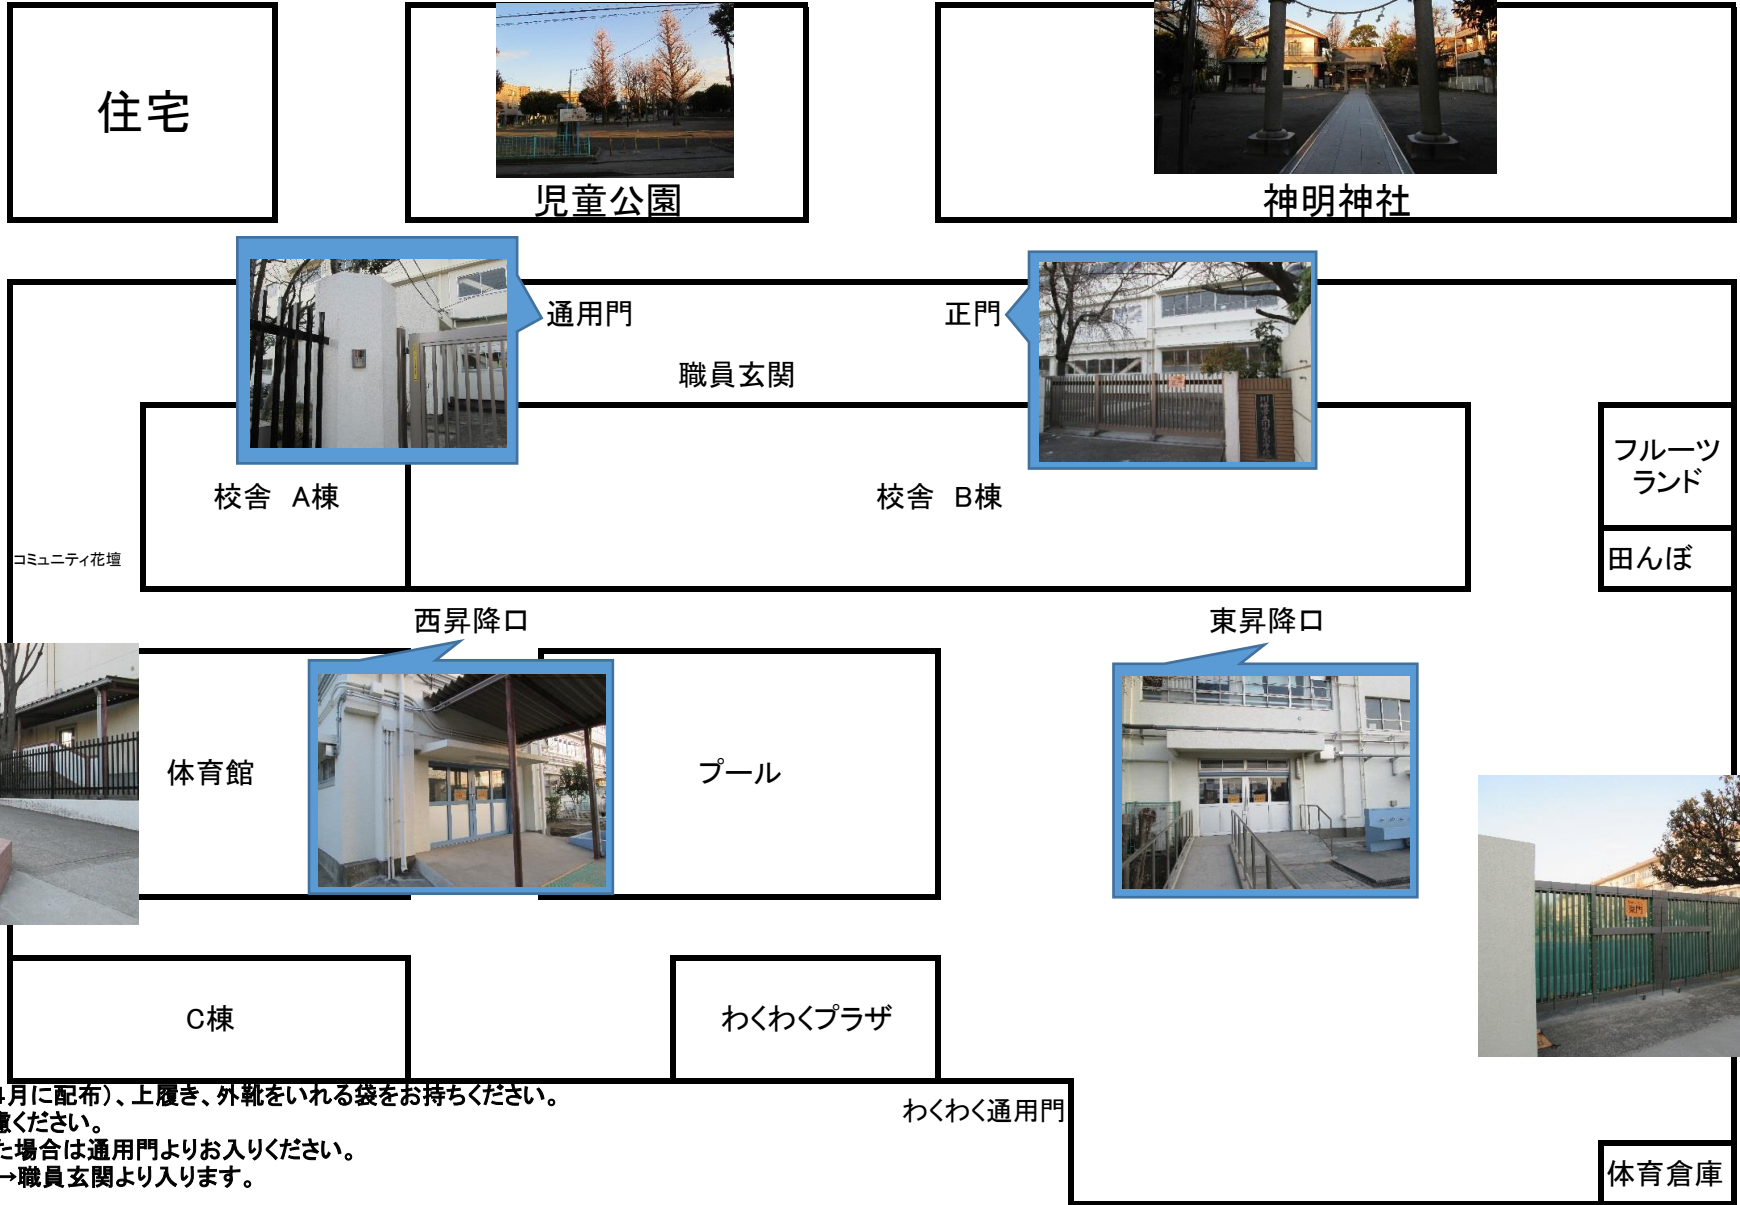 住宅
児童公園
神明神社
通用門
正門
職員玄関
校舎　A棟
校舎　B棟
フルーツ
ランド
田んぼ
コミュニティ花壇
西昇降口
東昇降口
体育館
プール
東門
C棟
わくわくプラザ
月に配布）、上履き、外靴をいれる袋をお持ちください。
慮ください。
た場合は通用門よりお入りください。
→職員玄関より入ります。
わくわく通用門
体育倉庫